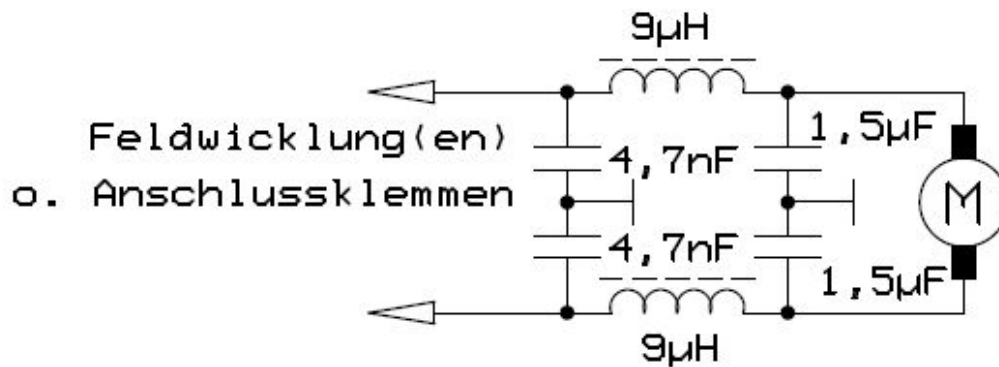 9µH
1,5µF
Feldwicklung(en)
4,7nF
o. Anschlussklemmen
M
4,7nF
1,5µF
9µH